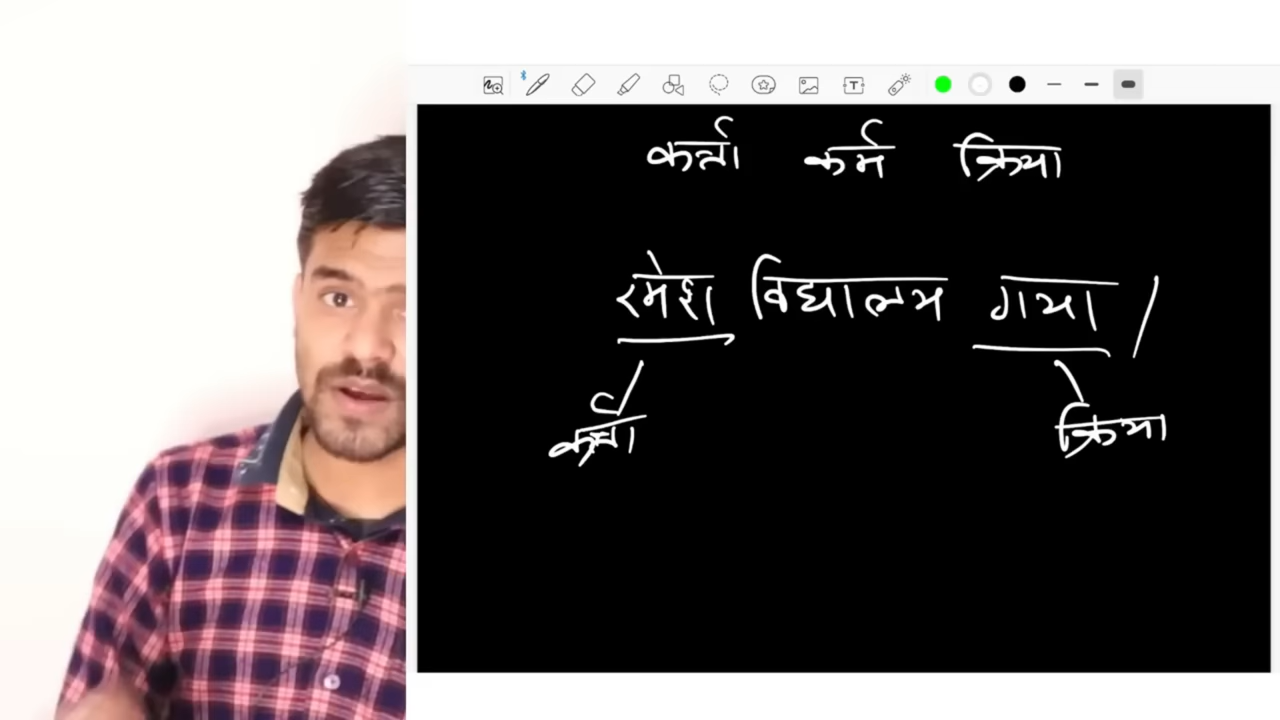 कर्त्ता कर्म क्रिया
रमेश विद्यालय गया /
कर्त्ता क्रिया